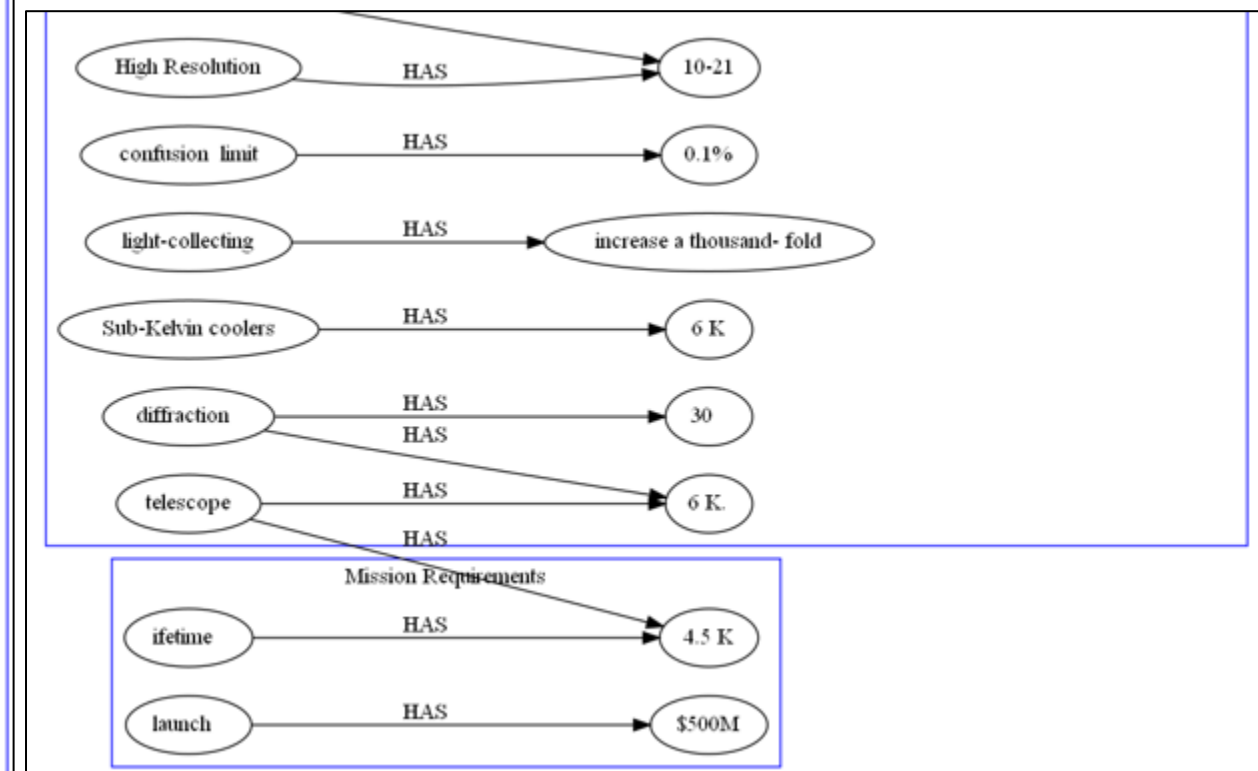 High Resolution HAS 10-21
confusion limit HAS 0.1%
light-collecting HAS increase a thousand- fold
Sub-Kelvin coolers HAS 6 K
diffraction HAS 30
HAS
telescope HAS 6 K.
HAS
Mission Requirements
ifetime HAS 4.5 K
launch HAS $500M